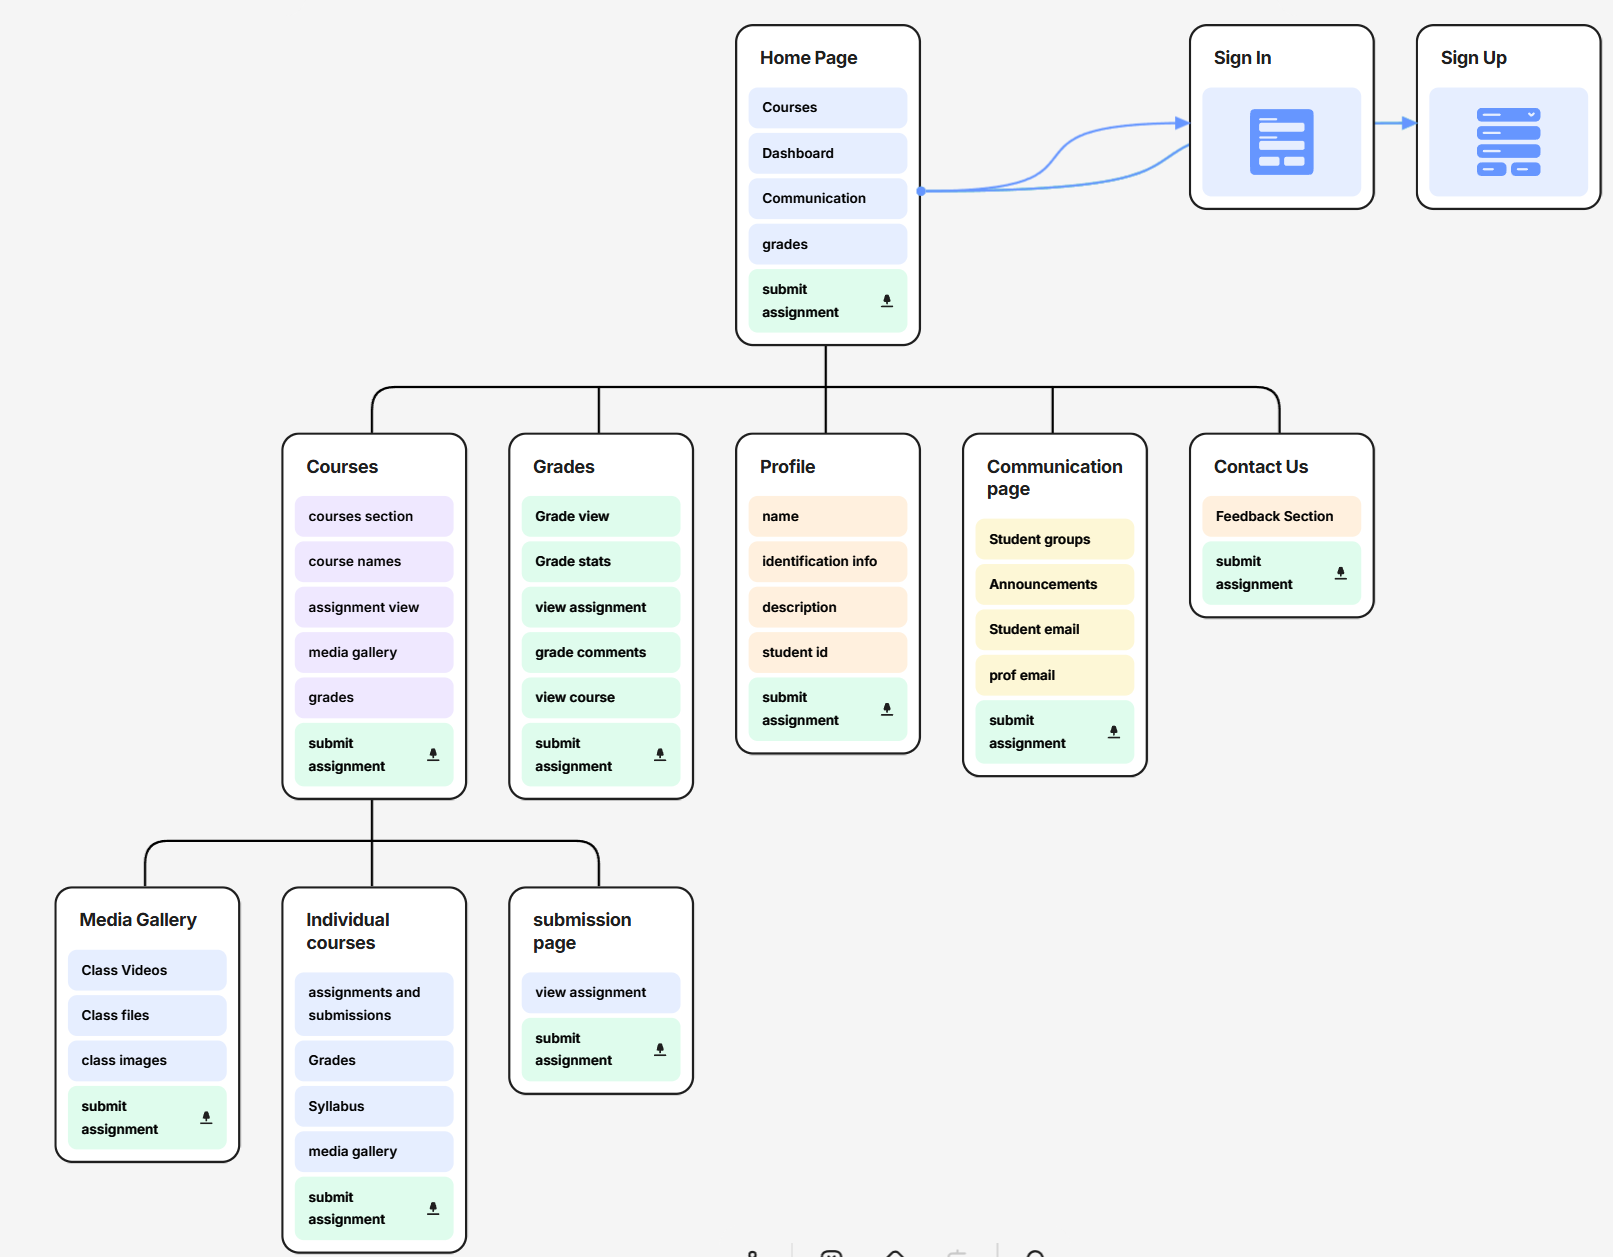 Home Page
Courses
Dashboard
Communication
grades
submit
assignment
Sign In
Sign Up
Courses
courses section
course names
assignment view
media gallery
grades
submit
assignment
Grades
Grade view
Grade stats
view assignment
grade comments
view course
submit
assignment
Profile
name
identification info
description
student id
submit
assignment
Communication
page
Student groups
Announcements
Student email
prof email
submit
assignment
Contact Us
Feedback Section
submit
assignment
Media Gallery
Class Videos
Class files
class images
submit
assignment
Individual
courses
assignments and
submissions
Grades
Syllabus
media gallery
submit
assignment
submission
page
view assignment
submit
assignment